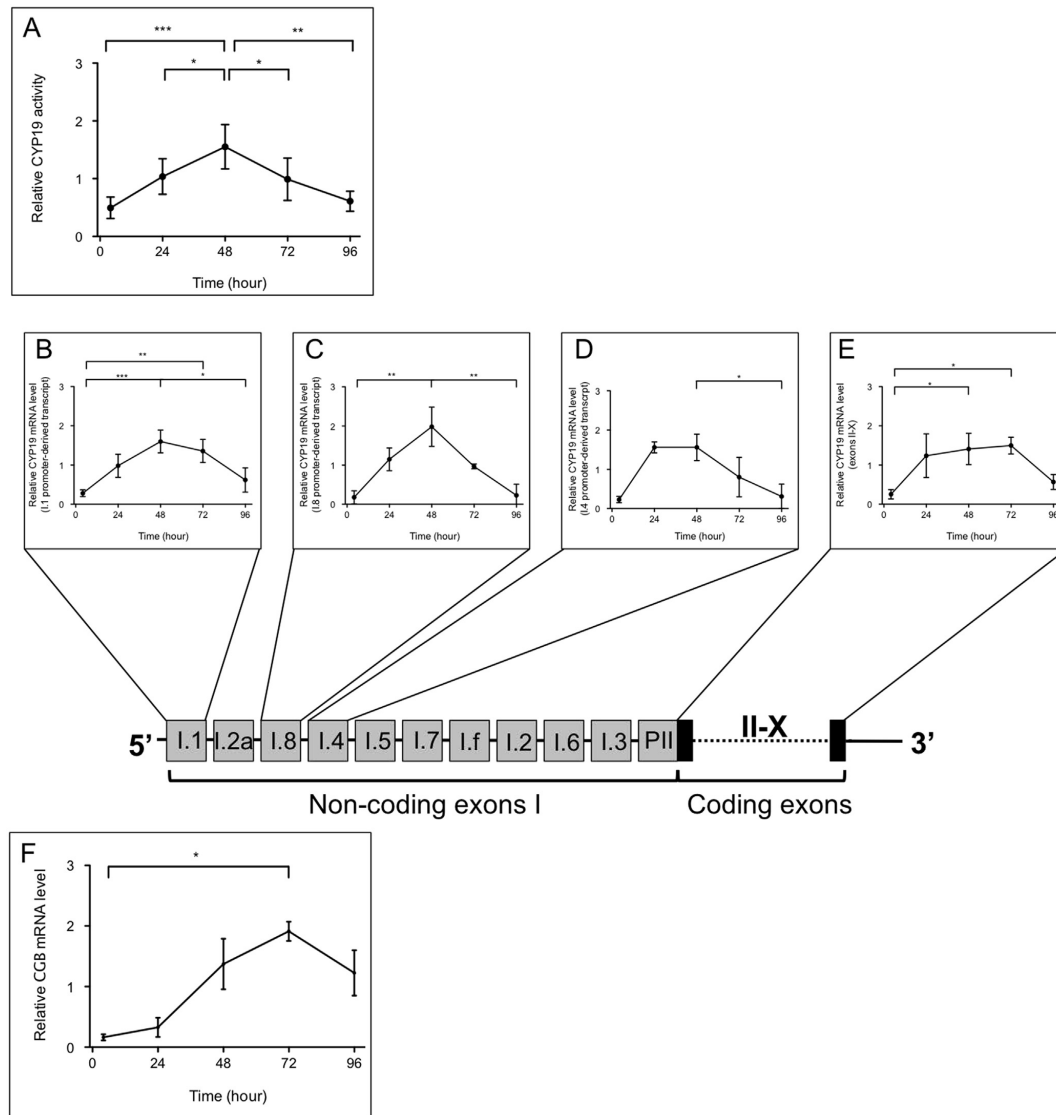 A
*** **
* *
3
2
1
0
Relative CYP19 activity
0 24 48 72 96
Time (hour)
B
**
*** *
3
2
1
0
Relative CYP19 mRNA level
(I.1 promoter-derived transcript)
4 24 48 72 96
Time (hour)
C
** **
3
2
1
0
Relative CYP19 mRNA level
(I.8 promoter-derived transcript)
24 48 72 96
Time (hour)
D
*
3
2
1
0
Relative CYP19 mRNA level
(I.4 promoter-derived transcript)
24 48 72 96
Time (hour)
E
*
*
3
2
1
0
Relative CYP19 mRNA level
(exons II-X)
24 48 72 96
Time (hour)
5’ I.1 I.2a I.8 I.4 I.5 I.7 I.f I.2 I.6 I.3 PII II-X 3’
Non-coding exons I Coding exons
F
*
3
2
1
0
Relative CGB mRNA level
0 24 48 72 96
Time (hour)